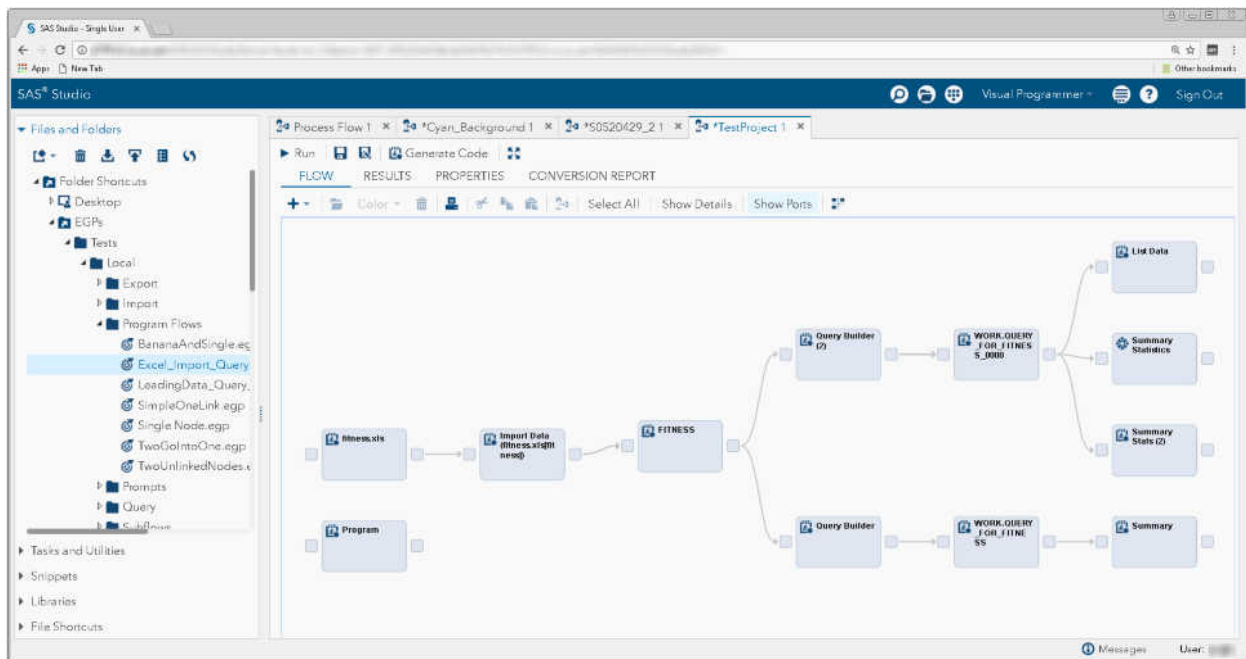 SAS Studio - Single User
Apps New Tab
Other bookmarks
SAS® Studio
Visual Programmer
Sign Out
Files and Folders
Folder Shortcuts
Desktop
EGPs
Tests
Local
Export
Import
Program Flows
BananaAndSingle.eg
Excel_Import_Query
LeadingData_Query_
SimpleOneLink.egp
Single Node.egp
TwoGoIntoOne.egp
TwoUnlinkedNodes.e
Prompts
Query
Subflows
Tasks and Utilities
Snippets
Libraries
File Shortcuts
Process Flow 1
*Cyan_Background 1
*S0520429_2 1
*TestProject 1
Run
Generate Code
FLOW RESULTS PROPERTIES CONVERSION REPORT
Color Select All Show Details Show Ports
fitness.xls
Import Data
(fitness.xls[fit
ness])
FITNESS
Query Builder
(2)
WORK.QUERY
_FOR_FITNES
S_0000
List Data
Summary
Statistics
Summary
Stats (2)
Program
Query Builder
WORK.QUERY
_FOR_FITNE
SS
Summary
Messages
User: